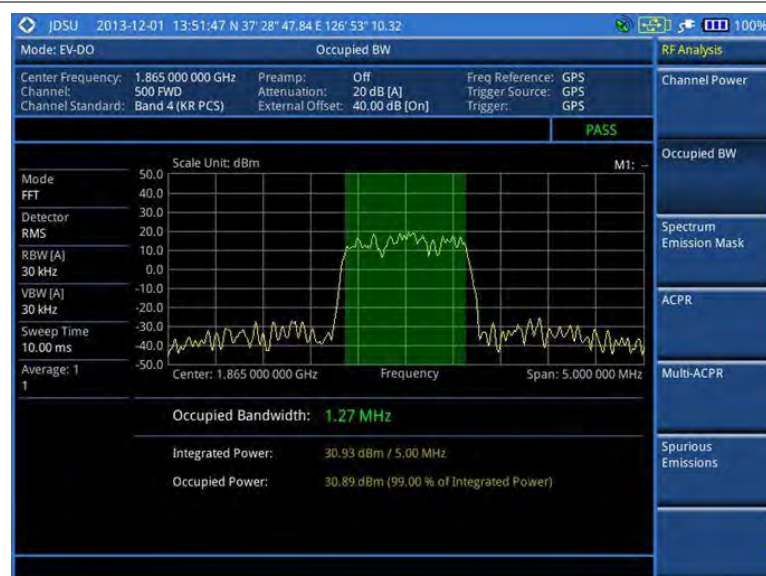 JDSU 2013-12-01 13:51:47 N 37' 28" 47.84 E 126' 53" 10.32 100%
Mode: EV-DO Occupied BW RF Analysis
Center Frequency: 1.865 000 000 GHz Preamp: Off Freq Reference: GPS
Channel: 500 FWD Attenuation: 20 dB [A] Trigger Source: GPS
Channel Standard: Band 4 (KR PCS) External Offset: 40.00 dB [On] Trigger: GPS
Channel Power
PASS
Scale Unit: dBm M1: --
Occupied BW
Mode
FFT
Detector
RMS
RBW [A]
30 kHz
VBW [A]
30 kHz
Sweep Time
10.00 ms
Average: 1
1
50.0
40.0
30.0
20.0
10.0
0.0
-10.0
-20.0
-30.0
-40.0
-50.0
Center: 1.865 000 000 GHz Frequency Span: 5.000 000 MHz
Spectrum
Emission Mask
ACPR
Multi-ACPR
Spurious
Emissions
Occupied Bandwidth: 1.27 MHz
Integrated Power: 30.93 dBm / 5.00 MHz
Occupied Power: 30.89 dBm (99.00 % of Integrated Power)